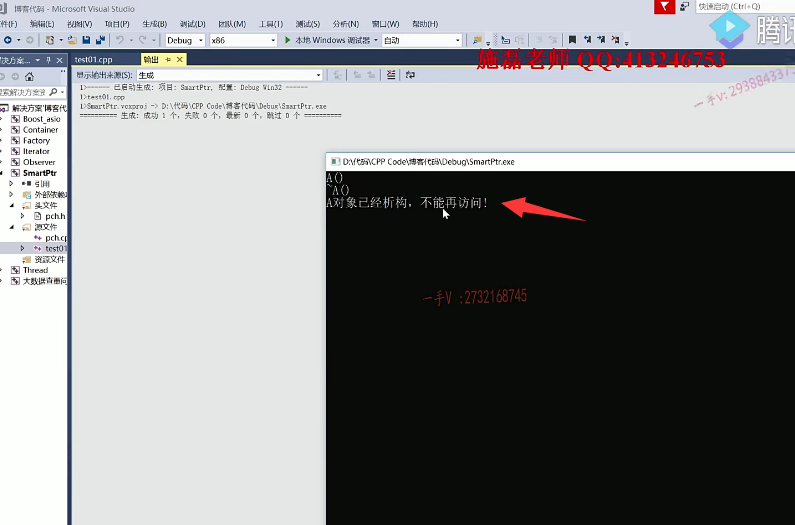 博客代码 - Microsoft Visual Studio
快速启动 (Ctrl+Q)
件(F) 编辑(E) 视图(V) 项目(P) 生成(B) 调试(D) 团队(M) 工具(T) 测试(S) 分析(N) 窗口(W) 帮助(H)
Debug x86 本地 Windows 调试器 自动
腾讯
施磊老师 QQ:413246753
test01.cpp 输出
显示输出来源(S): 生成
1>------ 已启动生成: 项目: SmartPtr, 配置: Debug Win32 ------
1>test01.cpp
1>SmartPtr.vcxproj -> D:\代码\CPP Code\博客代码\Debug\SmartPtr.exe
========== 生成: 成功 1 个，失败 0 个，最新 0 个，跳过 0 个 ==========
一手v: 29388433
搜索解决方案资
解决方案"博客代
Boost_asio
Container
Factory
Iterator
Observer
SmartPtr
引用
外部依赖
头文件
pch.h
源文件
pch.cp
test01
资源文件
Thread
大数据查重问
D:\代码\CPP Code\博客代码\Debug\SmartPtr.exe
A()
~A()
A对象已经析构，不能再访问!
一手V :2732168745